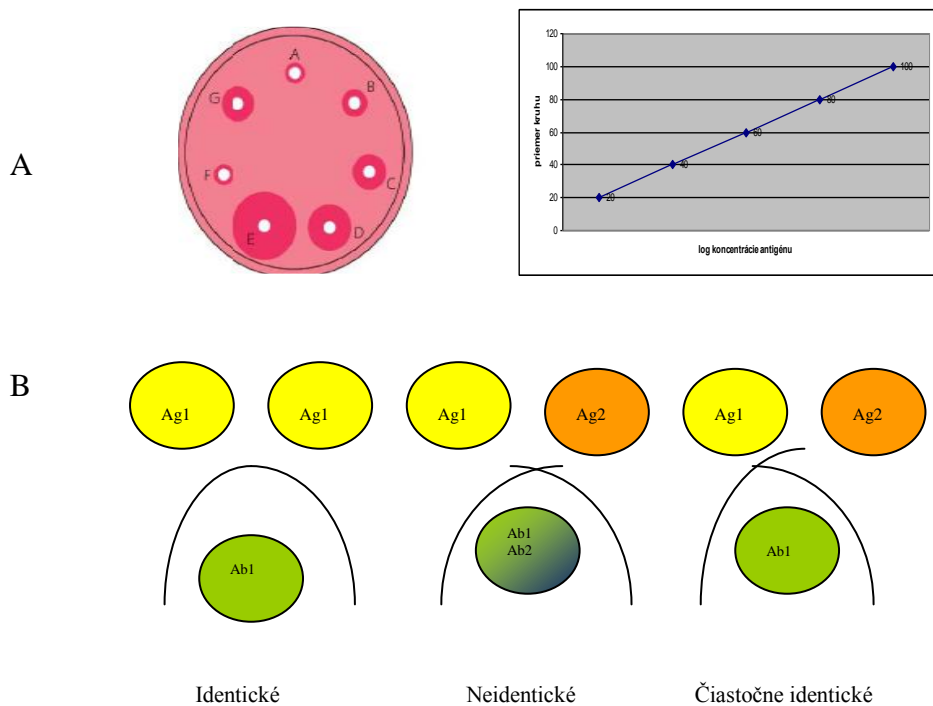 A
A
B
C
D
E
F
G
120
100
80
60
40
20
0
priemer kruhu
20
40
60
80
100
log koncentrácie antigénu
B
Ag1
Ag1
Ag1
Ag2
Ag1
Ag2
Ab1
Ab1
Ab2
Ab1
Identické
Neidentické
Čiastočne identické